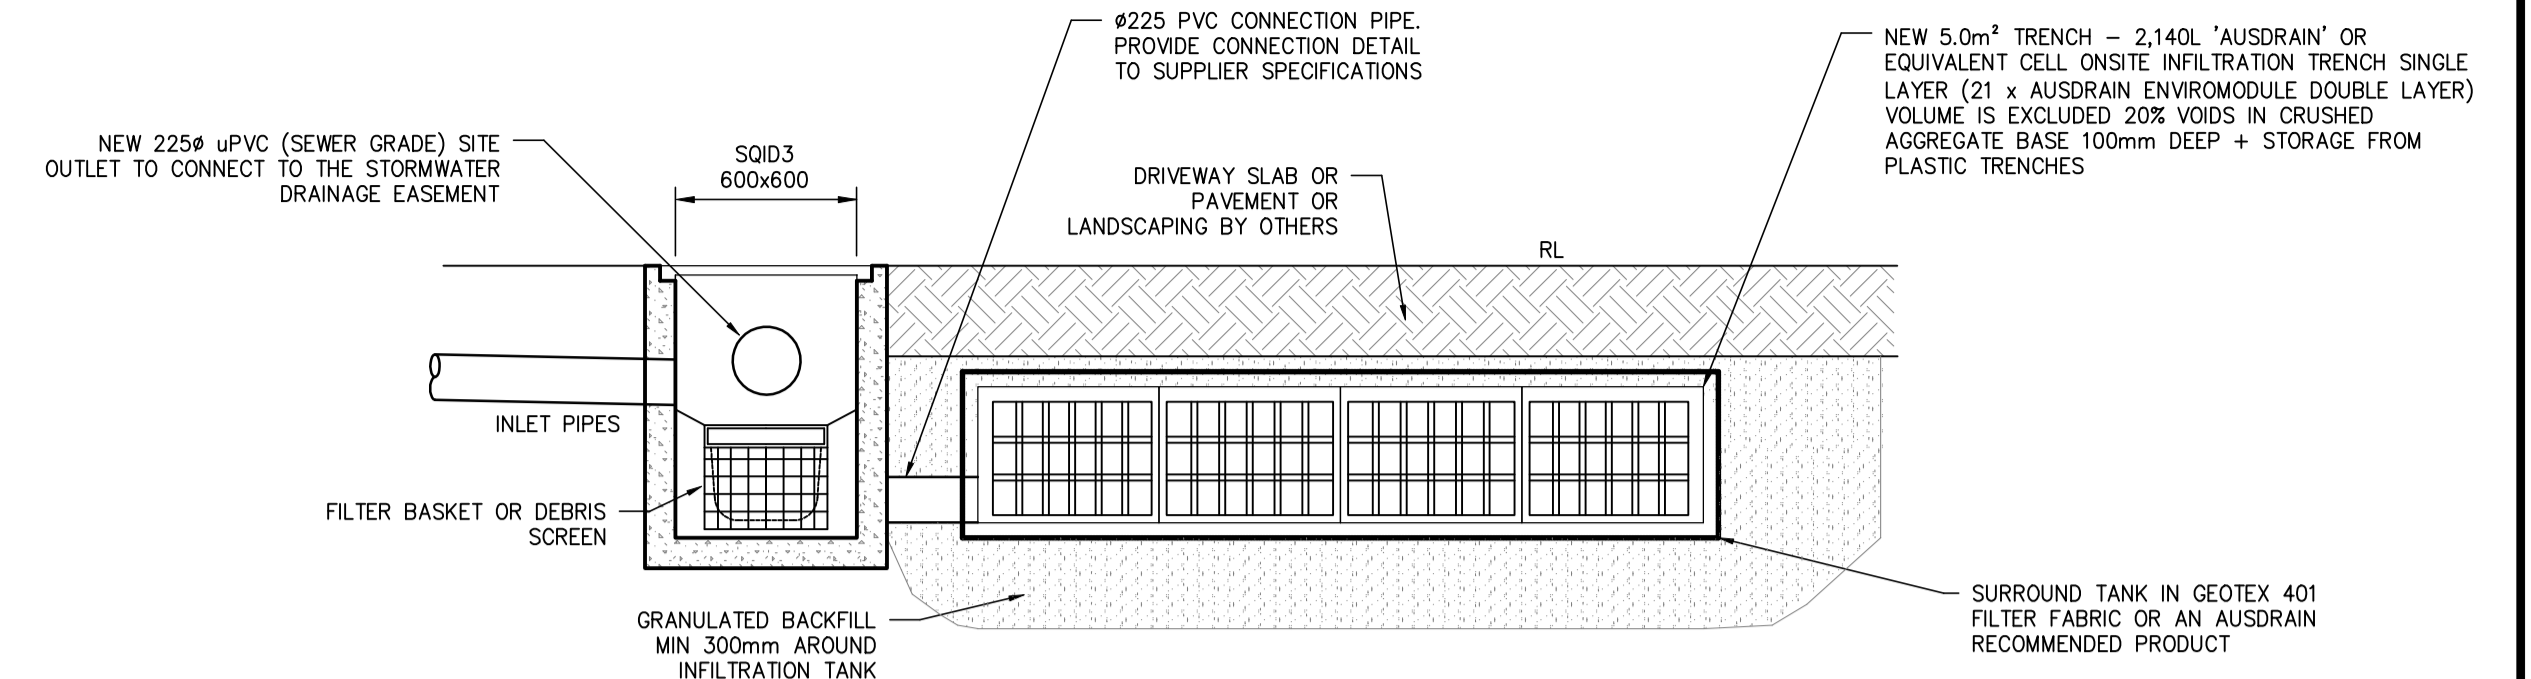 Ø225 PVC CONNECTION PIPE.
PROVIDE CONNECTION DETAIL
TO SUPPLIER SPECIFICATIONS
NEW 5.0m² TRENCH – 2,140L 'AUSDRAIN' OR
EQUIVALENT CELL ONSITE INFILTRATION TRENCH SINGLE
LAYER (21 x AUSDRAIN ENVIROMODULE DOUBLE LAYER)
VOLUME IS EXCLUDED 20% VOIDS IN CRUSHED
AGGREGATE BASE 100mm DEEP + STORAGE FROM
PLASTIC TRENCHES
NEW 225Ø uPVC (SEWER GRADE) SITE
OUTLET TO CONNECT TO THE STORMWATER
DRAINAGE EASEMENT
SQID3
600x600
DRIVEWAY SLAB OR
PAVEMENT OR
LANDSCAPING BY OTHERS
RL
INLET PIPES
FILTER BASKET OR DEBRIS
SCREEN
GRANULATED BACKFILL
MIN 300mm AROUND
INFILTRATION TANK
SURROUND TANK IN GEOTEX 401
FILTER FABRIC OR AN AUSDRAIN
RECOMMENDED PRODUCT